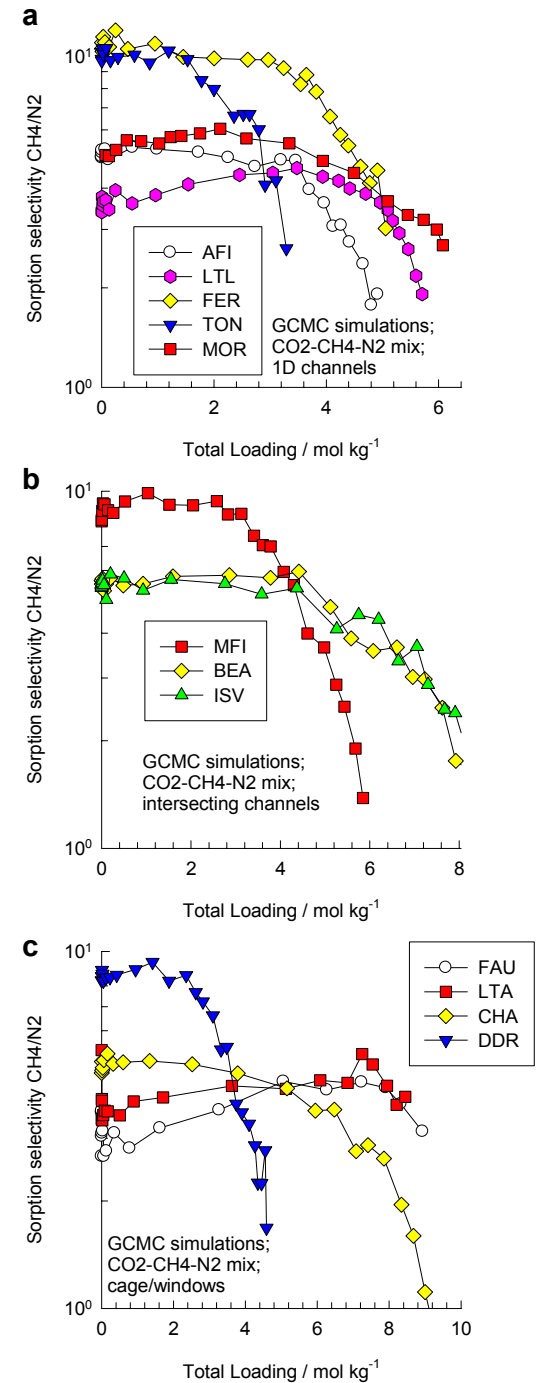 a
10¹
Sorption selectivity CH4/N2
AFI
LTL
FER
TON
MOR
GCMC simulations;
CO2-CH4-N2 mix;
1D channels
10⁰
0 2 4 6
Total Loading / mol kg⁻¹
b
10¹
Sorption selectivity CH4/N2
MFI
BEA
ISV
GCMC simulations;
CO2-CH4-N2 mix;
intersecting channels
10⁰
0 2 4 6 8
Total Loading / mol kg⁻¹
c
10¹
Sorption selectivity CH4/N2
FAU
LTA
CHA
DDR
GCMC simulations;
CO2-CH4-N2 mix;
cage/windows
10⁰
0 2 4 6 8 10
Total Loading / mol kg⁻¹